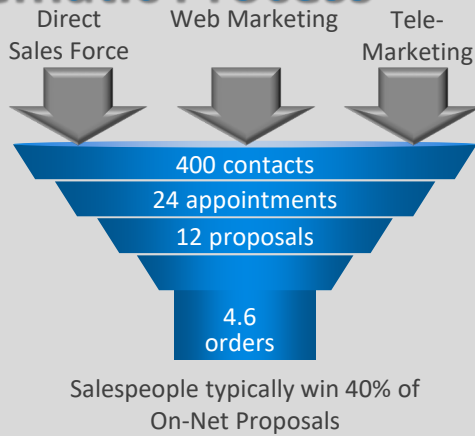 Direct
Sales Force
Web Marketing
Tele-
Marketing
400 contacts
24 appointments
12 proposals
4.6
orders
Salespeople typically win 40% of
On-Net Proposals